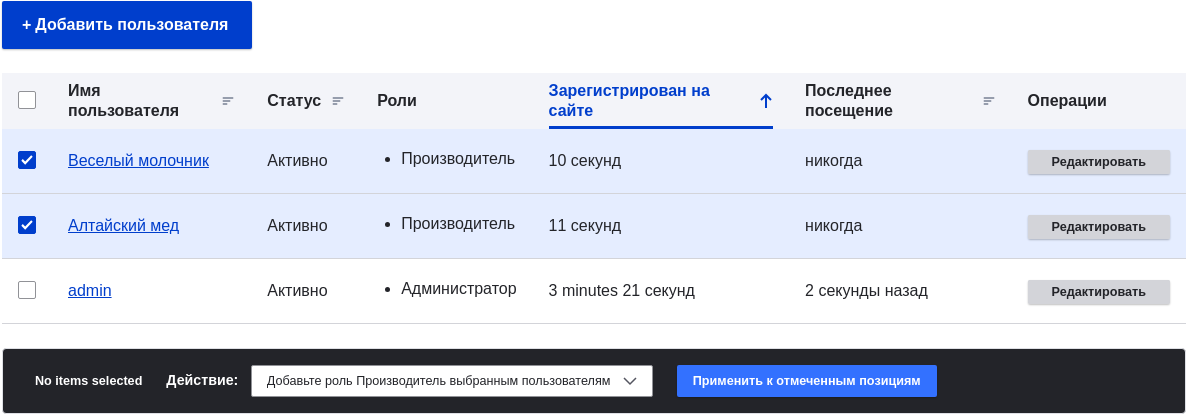 + Добавить пользователя
Имя пользователя Статус Роли Зарегистрирован на сайте Последнее посещение Операции
Веселый молочник Активно • Производитель 10 секунд никогда Редактировать
Алтайский мед Активно • Производитель 11 секунд никогда Редактировать
admin Активно • Администратор 3 minutes 21 секунд 2 секунды назад Редактировать
No items selected Действие: Добавьте роль Производитель выбранным пользователям Применить к отмеченным позициям